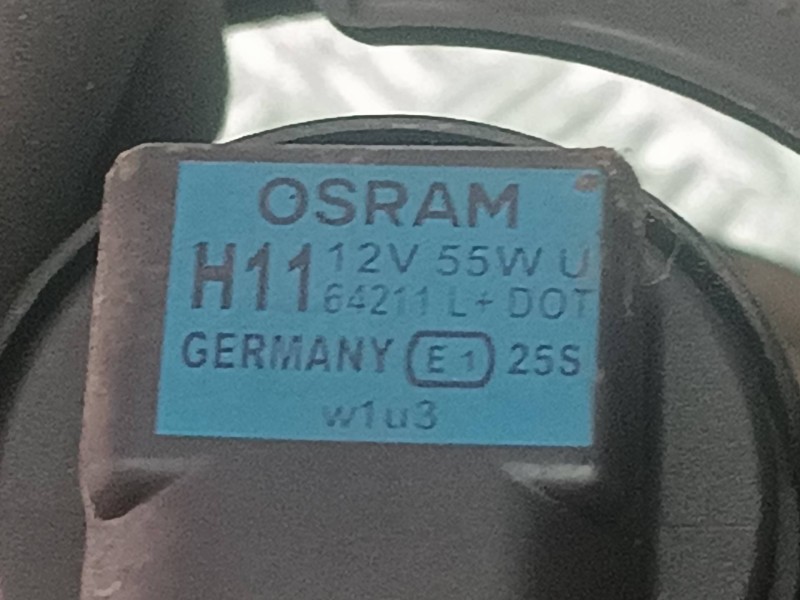 OSRAM
H11 12V 55W U
64211 L+ DOT
GERMANY E1 25S
w1u3